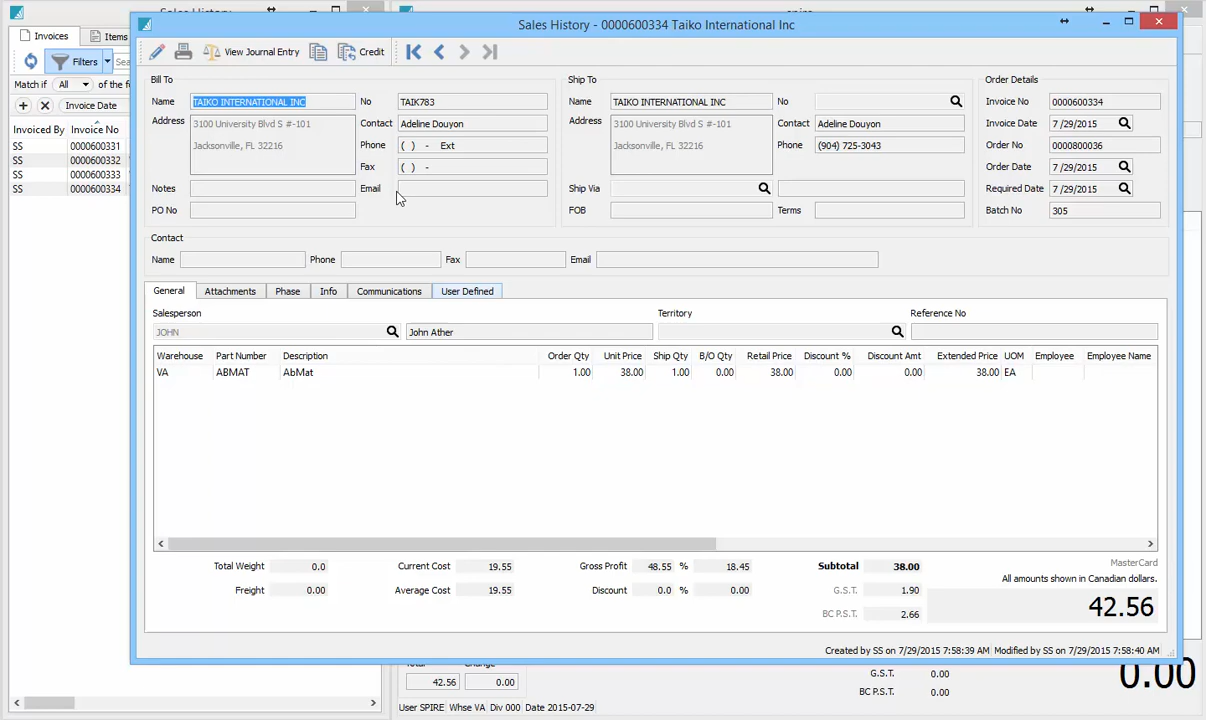 Sales History - 0000600334 Taiko International Inc
Invoices
Items
Filters
Match if All of the fo
Invoice Date
Invoiced By Invoice No
SS 0000600331
SS 0000600332
SS 0000600333
SS 0000600334
View Journal Entry
Credit
Bill To
Name TAIKO INTERNATIONAL INC No TAIK783
Address 3100 University Blvd S #-101 Contact Adeline Douyon
Jacksonville, FL 32216 Phone ( ) - Ext
Fax ( ) -
Notes Email
PO No
Ship To
Name TAIKO INTERNATIONAL INC No
Address 3100 University Blvd S #-101 Contact Adeline Douyon
Jacksonville, FL 32216 Phone (904) 725-3043
Ship Via
FOB Terms
Order Details
Invoice No 0000600334
Invoice Date 7 /29/2015
Order No 0000800036
Order Date 7 /29/2015
Required Date 7 /29/2015
Batch No 305
Contact
Name Phone Fax Email
General Attachments Phase Info Communications User Defined
Salesperson Territory Reference No
JOHN John Ather
Warehouse Part Number Description Order Qty Unit Price Ship Qty B/O Qty Retail Price Discount % Discount Amt Extended Price UOM Employee Employee Name
VA ABMAT AbMat 1.00 38.00 1.00 0.00 38.00 0.00 0.00 38.00 EA
Total Weight 0.0 Current Cost 19.55 Gross Profit 48.55 % 18.45 Subtotal 38.00
Freight 0.00 Average Cost 19.55 Discount 0.0 % 0.00 G.S.T. 1.90
BC P.S.T. 2.66
MasterCard
All amounts shown in Canadian dollars.
42.56
Created by SS on 7/29/2015 7:58:39 AM Modified by SS on 7/29/2015 7:58:40 AM
Total Change
42.56 0.00
G.S.T. 0.00
BC P.S.T. 0.00
0.00
User SPIRE Whse VA Div 000 Date 2015-07-29